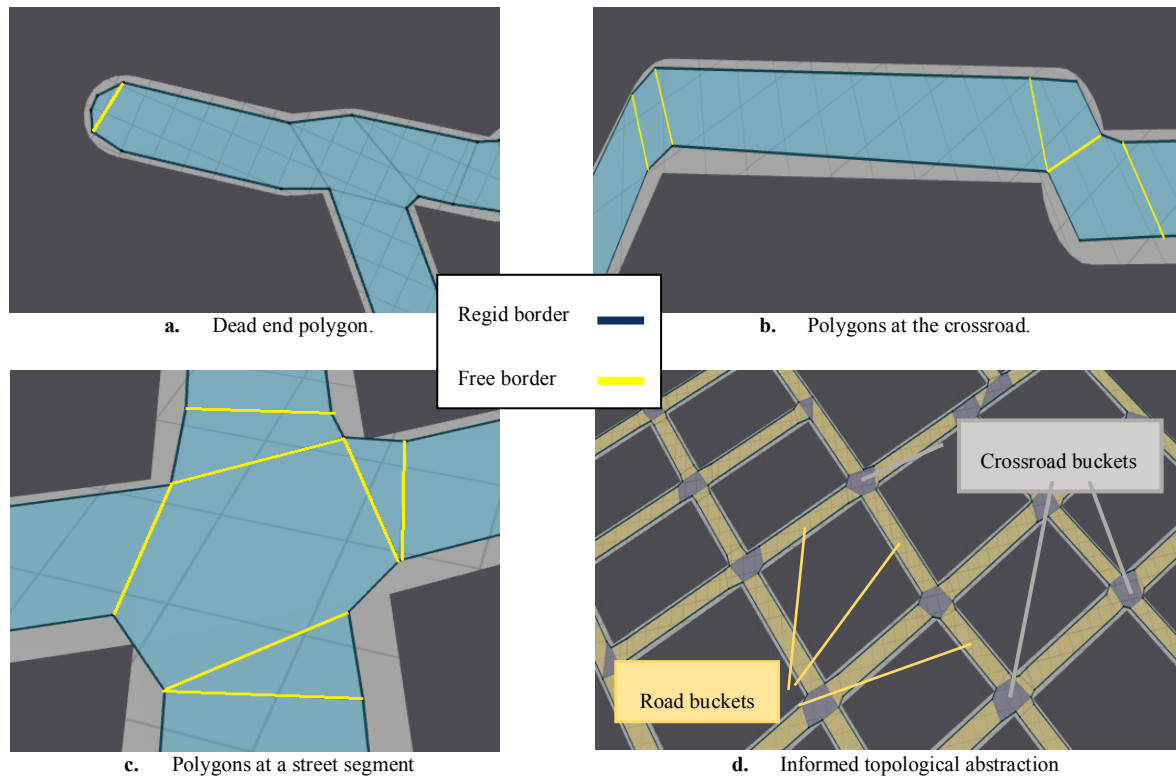 a. Dead end polygon.
b. Polygons at the crossroad.
Regid border
Free border
c. Polygons at a street segment
Crossroad buckets
Road buckets
d. Informed topological abstraction